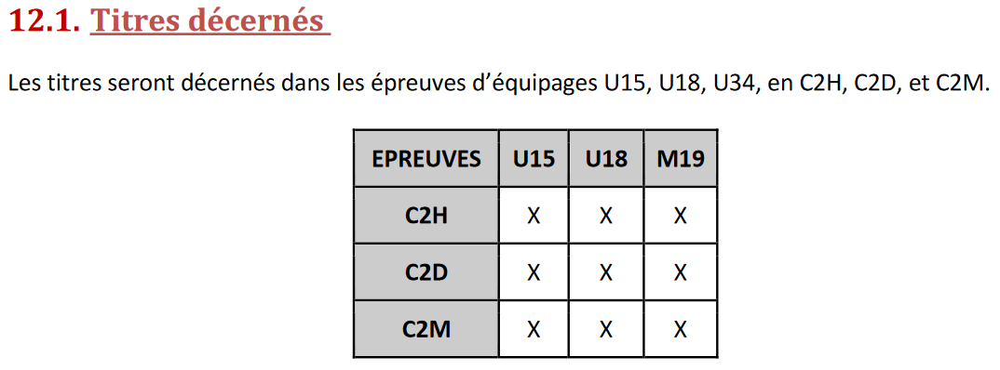 12.1. Titres décernés
Les titres seront décernés dans les épreuves d’équipages U15, U18, U34, en C2H, C2D, et C2M.
EPREUVES U15 U18 M19
C2H X X X
C2D X X X
C2M X X X